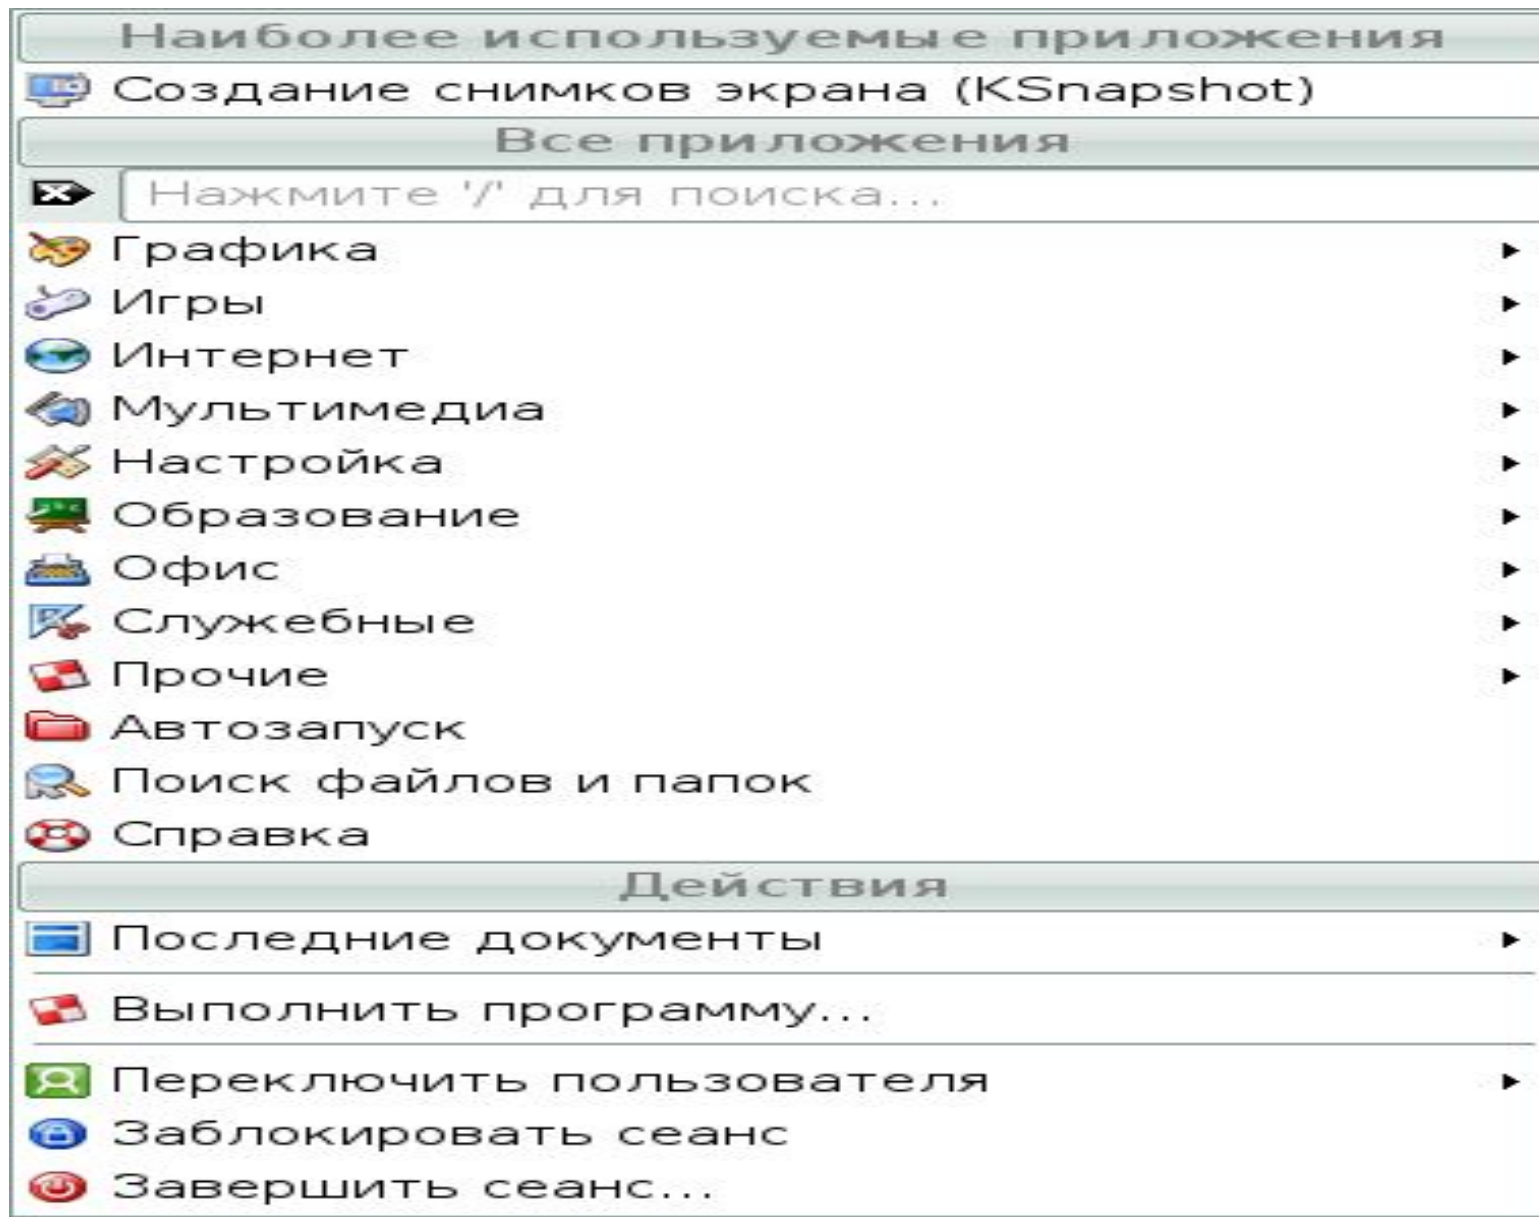 Наиболее используемые приложения
Создание снимков экрана (KSnapshot)
Все приложения
Нажмите '/' для поиска...
Графика
Игры
Интернет
Мультимедиа
Настройка
Образование
Офис
Служебные
Прочие
Автозапуск
Поиск файлов и папок
Справка
Действия
Последние документы
Выполнить программу...
Переключить пользователя
Заблокировать сеанс
Завершить сеанс...